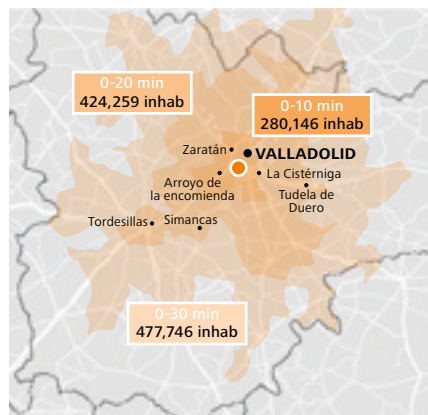 0-20 min
424,259 inhab
0-10 min
280,146 inhab
Zaratán
VALLADOLID
La Cistérniga
Arroyo de
la encomienda
Tudela de
Duero
Tordesillas
Simancas
0-30 min
477,746 inhab